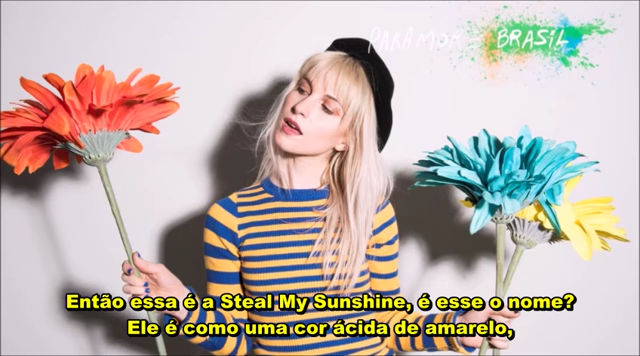 PARAMORE BRASIL
Então essa é a Steal My Sunshine, é esse o nome?
Ele é como uma cor ácida de amarelo,